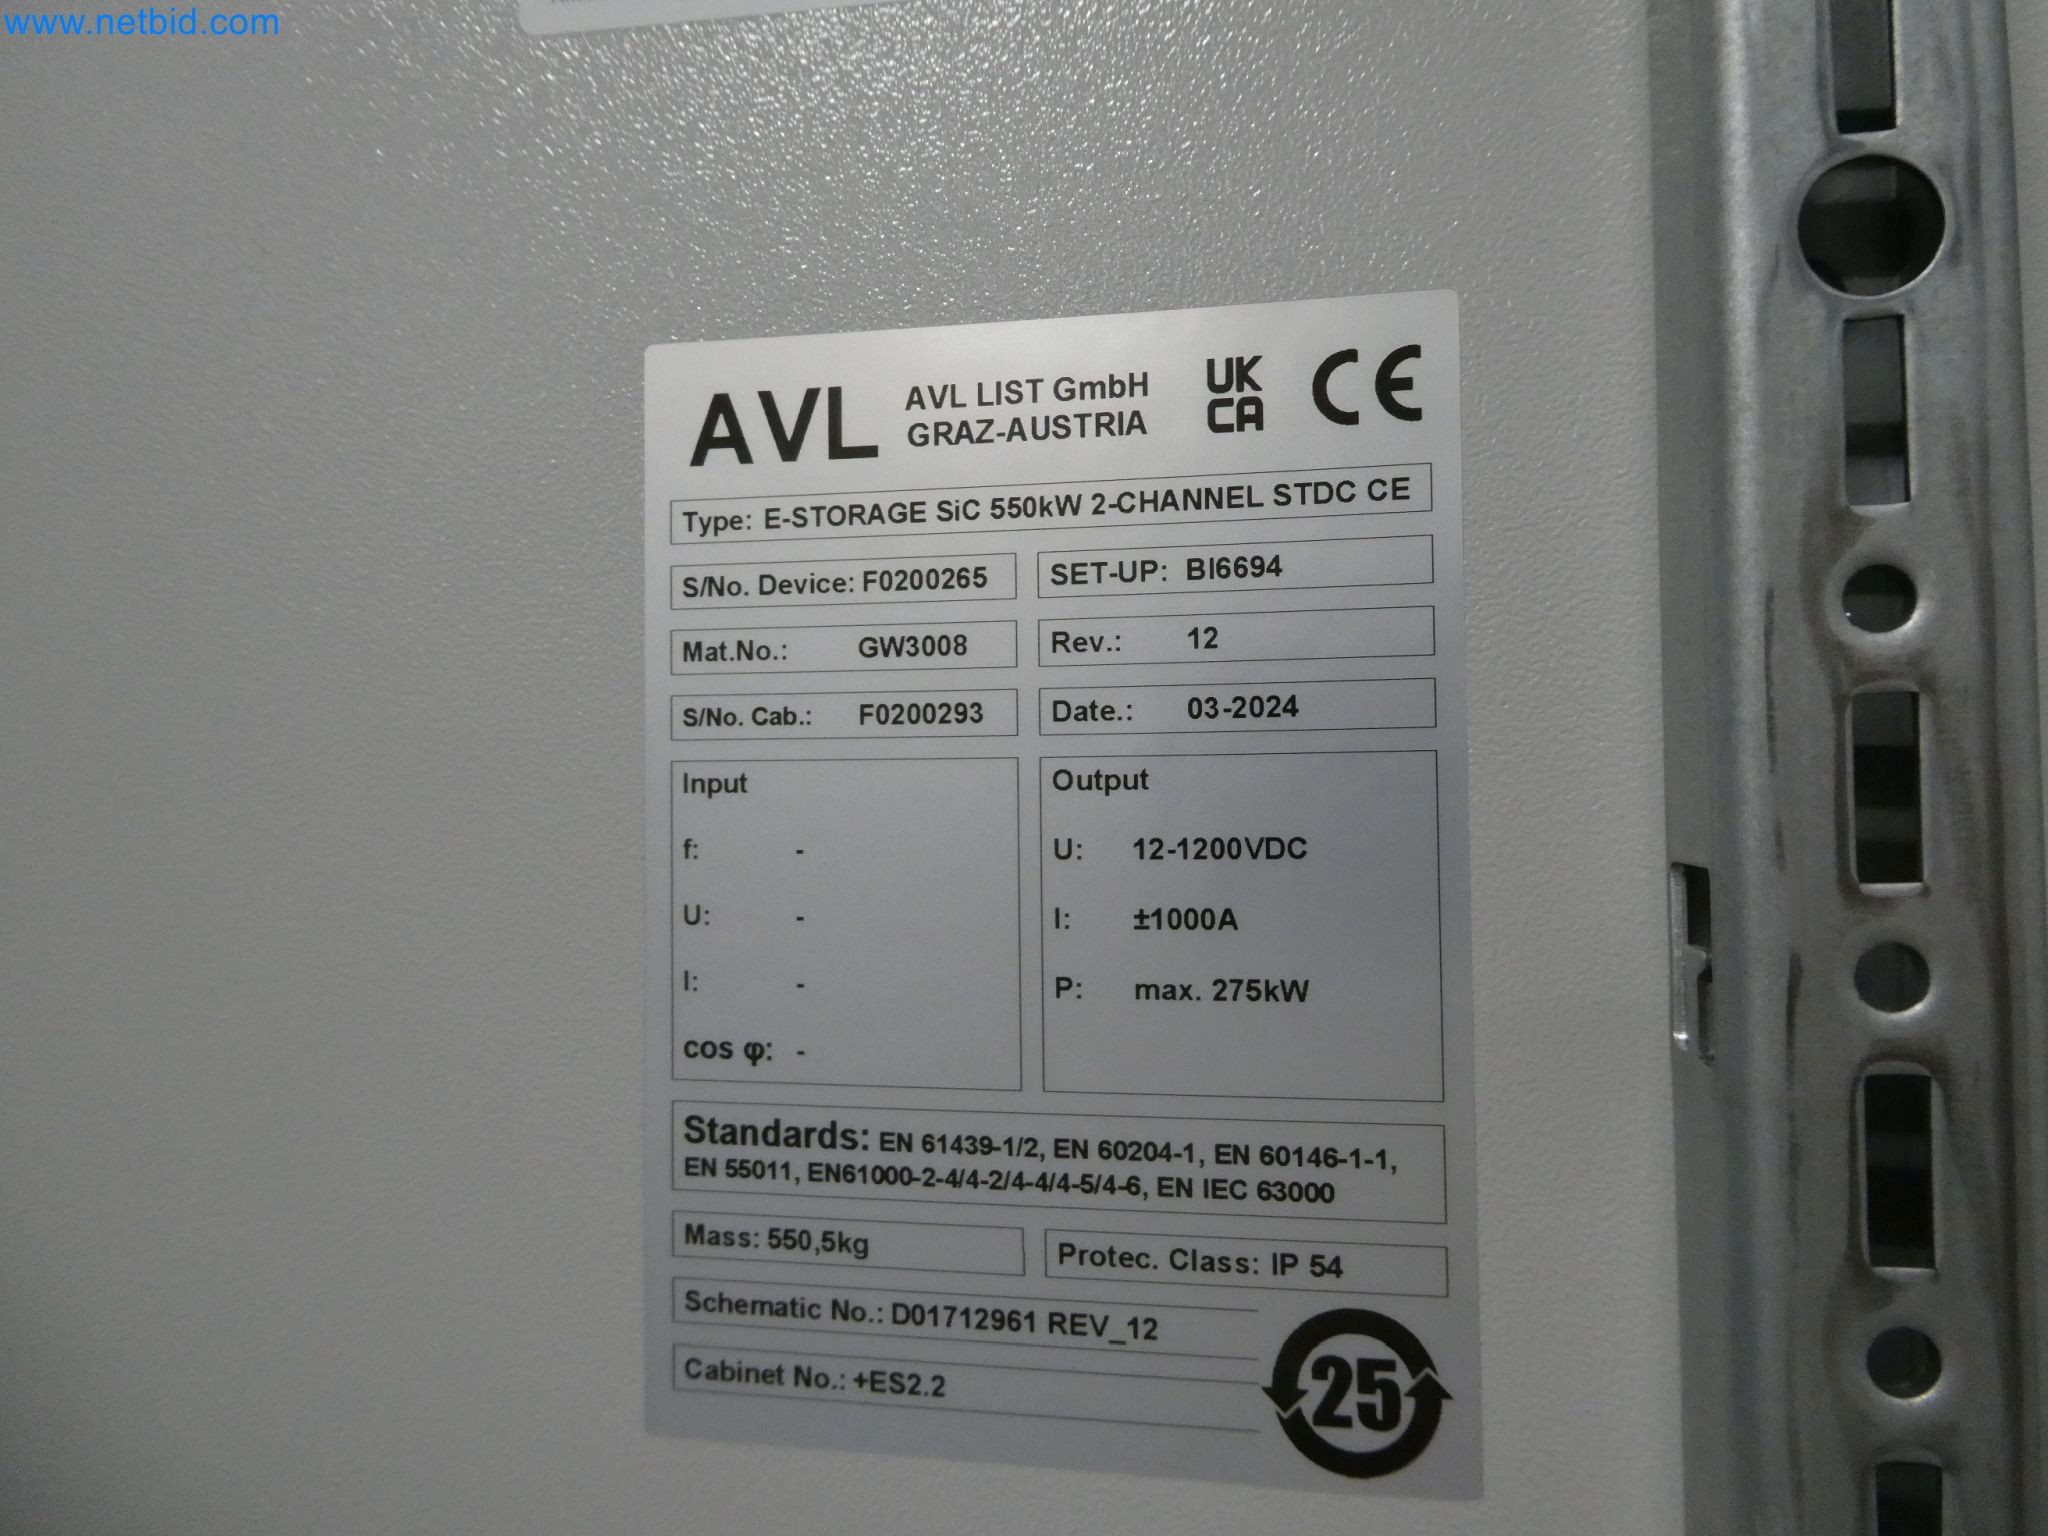 www.netbid.com
AVL
AVL LIST GmbH
GRAZ-AUSTRIA
UK
CA
CE
Type: E-STORAGE SiC 550kW 2-CHANNEL STDC CE
S/No. Device: F0200265
SET-UP: BI6694
Mat.No.: GW3008
Rev.: 12
S/No. Cab.: F0200293
Date.: 03-2024
Input
f: -
U: -
I: -
cos φ: -
Output
U: 12-1200VDC
I: ±1000A
P: max. 275kW
Standards: EN 61439-1/2, EN 60204-1, EN 60146-1-1,
EN 55011, EN61000-2-4/4-2/4-4/4-5/4-6, EN IEC 63000
Mass: 550,5kg
Protec. Class: IP 54
Schematic No.: D01712961 REV_12
Cabinet No.: +ES2.2
25